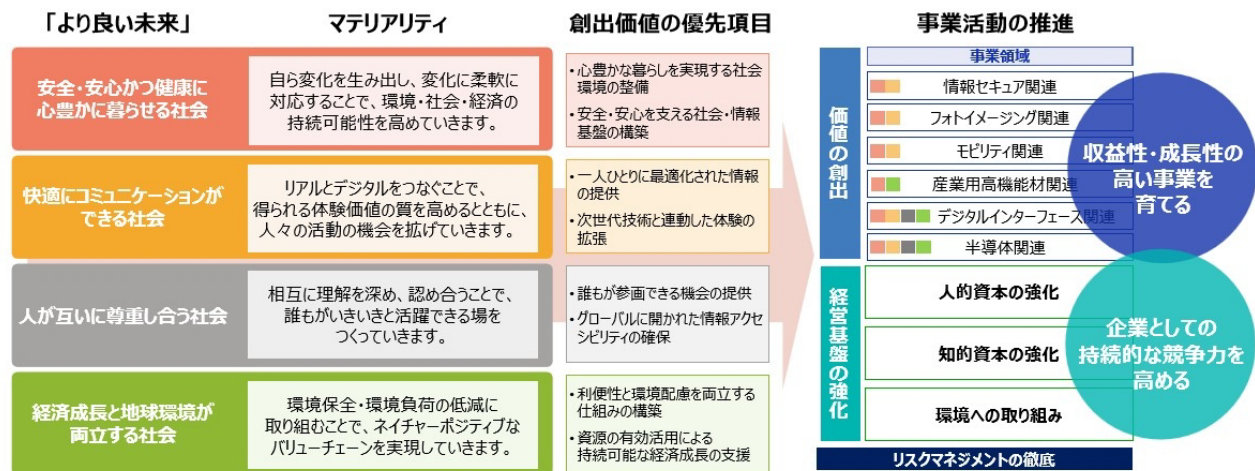 「より良い未来」
マテリアリティ
創出価値の優先項目
事業活動の推進
安全・安心かつ健康に
心豊かに暮らせる社会
自ら変化を生み出し、変化に柔軟に
対応することで、環境・社会・経済の
持続可能性を高めていきます。
・心豊かな暮らしを実現する社会
環境の整備
・安全・安心を支える社会・情報
基盤の構築
快適にコミュニケーションが
できる社会
リアルとデジタルをつなぐことで、
得られる体験価値の質を高めるとともに、
人々の活動の機会を拡げていきます。
・一人ひとりに最適化された情報
の提供
・次世代技術と連動した体験の
拡張
人が互いに尊重し合う社会
相互に理解を深め、認め合うことで、
誰もがいきいきと活躍できる場を
つくっていきます。
・誰もが参画できる機会の提供
・グローバルに開かれた情報アクセ
シビリティの確保
経済成長と地球環境が
両立する社会
環境保全・環境負荷の低減に
取り組むことで、ネイチャーポジティブな
バリューチェーンを実現していきます。
・利便性と環境配慮を両立する
仕組みの構築
・資源の有効活用による
持続可能な経済成長の支援
価値の創出
事業領域
情報セキュア関連
フォトイメージング関連
モビリティ関連
産業用高機能材関連
デジタルインターフェース関連
半導体関連
収益性・成長性の
高い事業を
育てる
経営基盤の強化
人的資本の強化
知的資本の強化
環境への取り組み
企業としての
持続的な競争力を
高める
リスクマネジメントの徹底